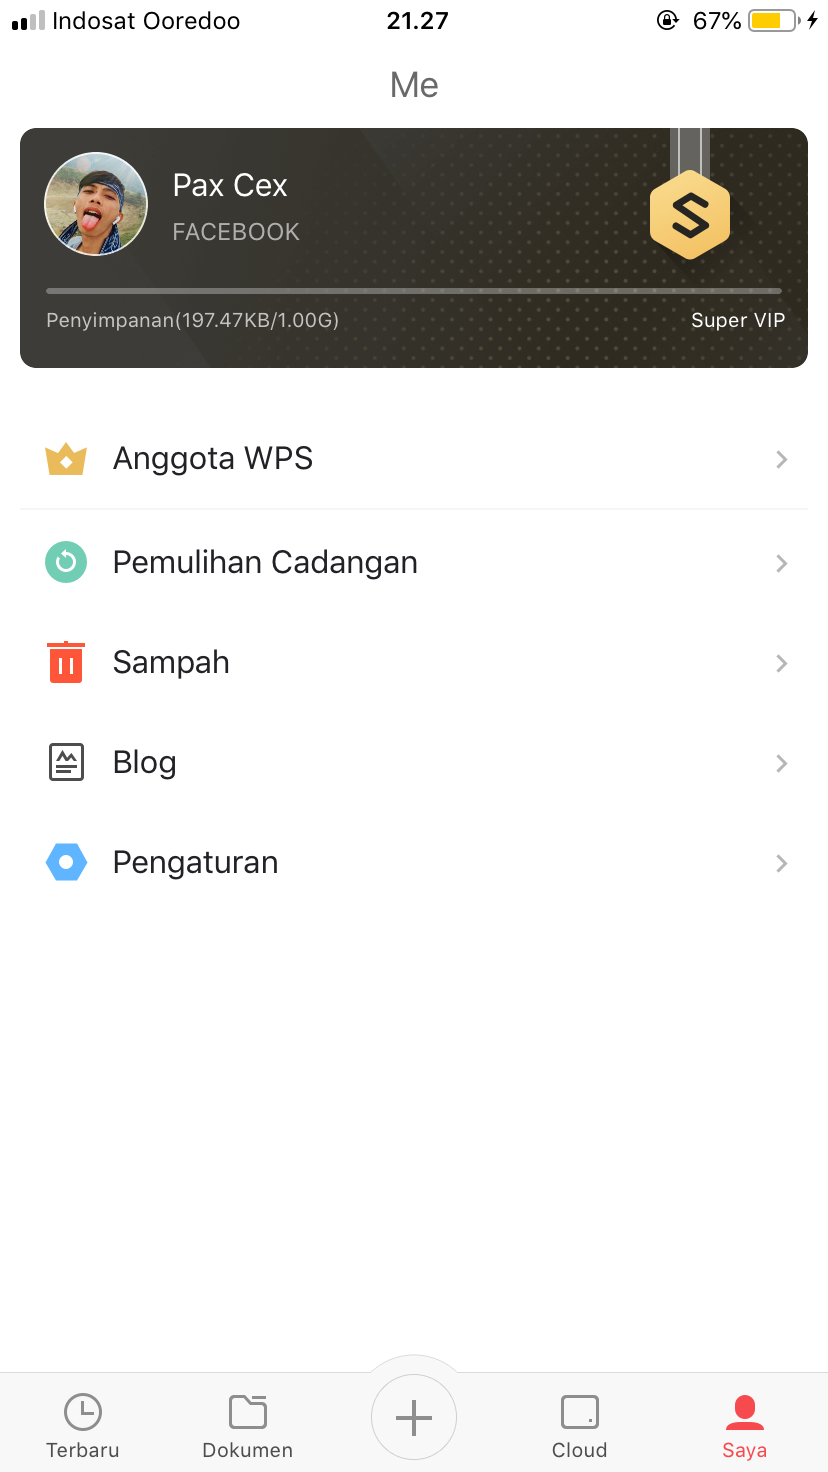 Indosat Ooredoo 21.27 67%
Me
Pax Cex
FACEBOOK
Penyimpanan(197.47KB/1.00G) Super VIP
Anggota WPS
Pemulihan Cadangan
Sampah
Blog
Pengaturan
Terbaru Dokumen Cloud Saya